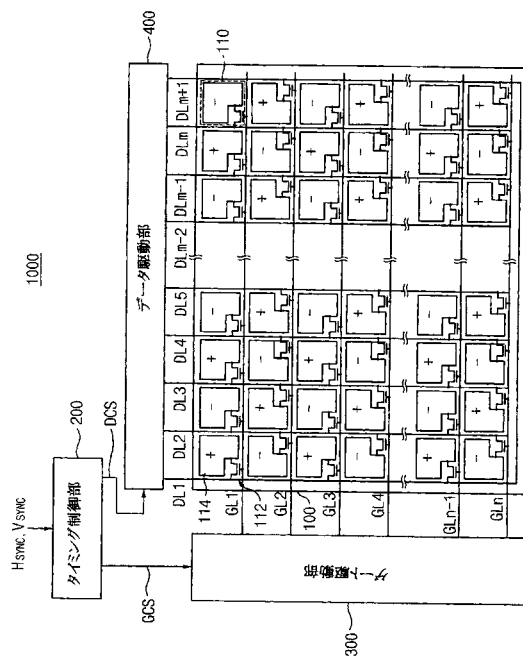 1000
HSYNC, VSYNC
200
タイミング制御部
DCS
GCS
400
データ駆動部
DL1
DL2
DL3
DL4
DL5
DLm-2
DLm-1
DLm
DLm+1
110
114
GL1
112
GL2
100
GL3
GL4
GLn-1
GLn
ゲート駆動部
300
+ - + - - + -
- + - + + - +
+ - + - - + -
- + - + + - +
+ - + - - + -
- + - + + - +